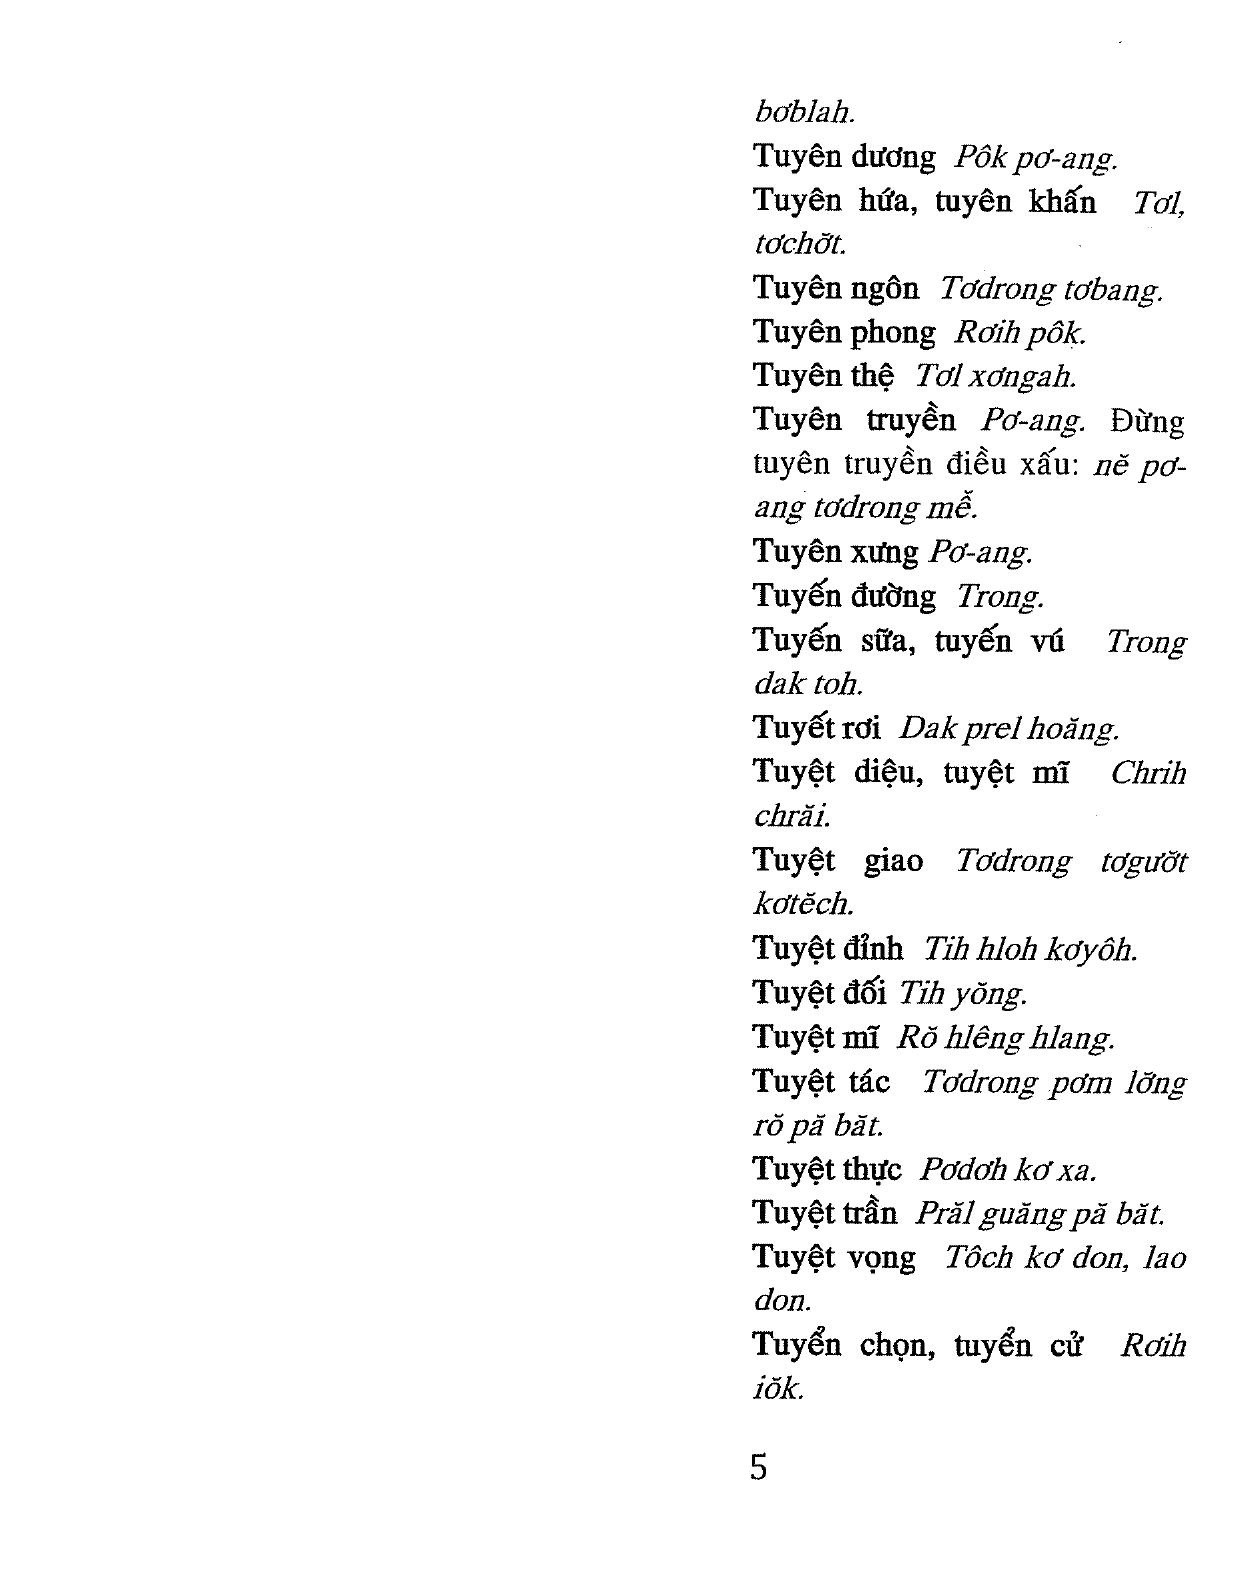 bơblah.
Tuyên dương Pôk pơ-ang.
Tuyên hứa, tuyên khấn Tơl,
tơchơ̆t.
Tuyên ngôn Tơdrong tơbang.
Tuyên phong Rơih pôk.
Tuyên thệ Tơl xơngah.
Tuyên truyền Pơ-ang. Đừng
tuyên truyền điều xấu: nĕ pơ-
ang tơdrong mê̆.
Tuyên xưng Pơ-ang.
Tuyến đường Trong.
Tuyến sữa, tuyến vú Trong
dak toh.
Tuyết rơi Dak prel hoăng.
Tuyệt diệu, tuyệt mĩ Chrih
chrăi.
Tuyệt giao Tơdrong tơgưở̆t
kơtĕch.
Tuyệt đỉnh Tih hloh kơyôh.
Tuyệt đối Tih yŏng.
Tuyệt mĩ Rŏ hlêng hlang.
Tuyệt tác Tơdrong pơm lơ̆ng
rŏ pă băt.
Tuyệt thực Pơdơh kơ xa.
Tuyệt trần Prăl guăng pă băt.
Tuyệt vọng Tôch kơ don, lao
don.
Tuyển chọn, tuyển cử Rơih
iŏk.
5